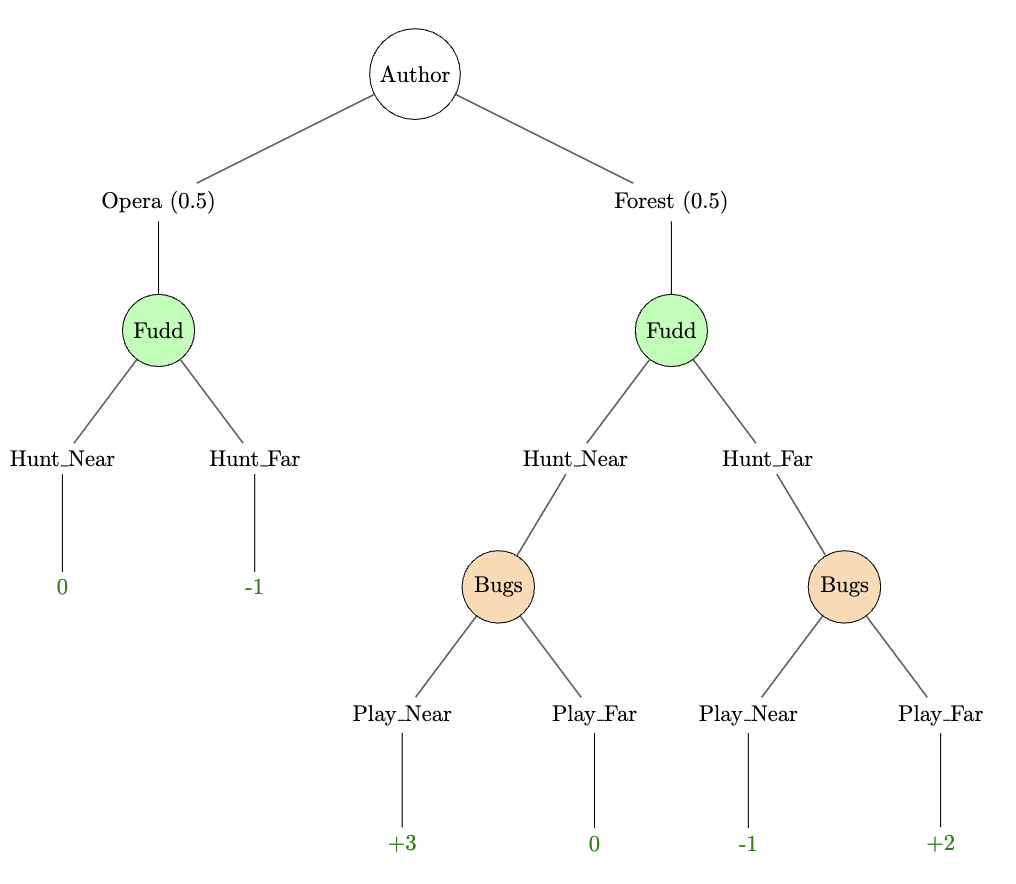 Author
Opera (0.5)
Forest (0.5)
Fudd
Fudd
Hunt_Near
Hunt_Far
Hunt_Near
Hunt_Far
0
-1
Bugs
Bugs
Play_Near
Play_Far
Play_Near
Play_Far
+3
0
-1
+2